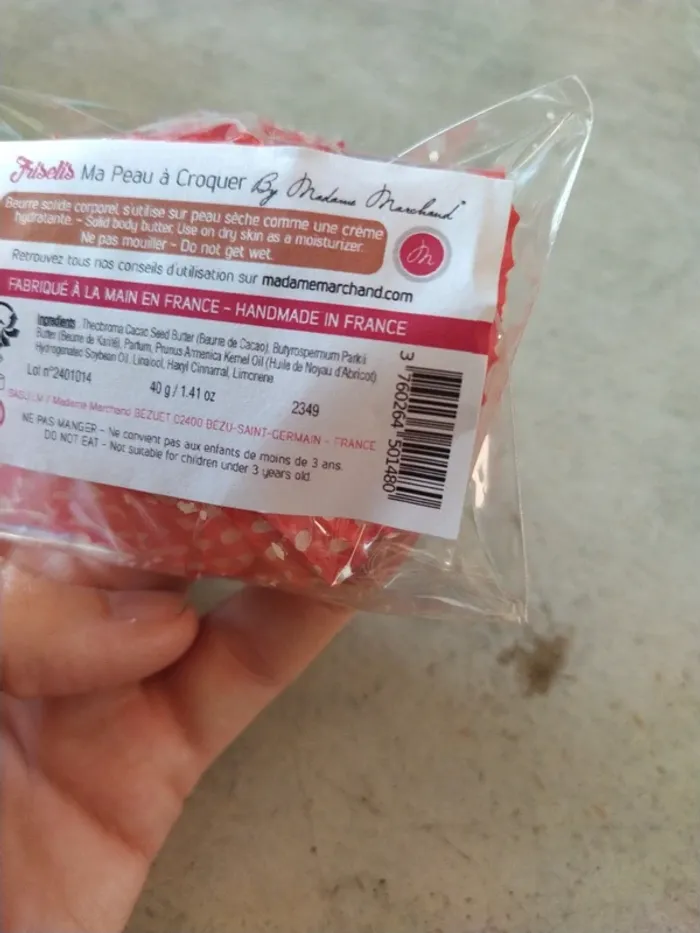 Friseli's Ma Peau à Croquer By Madame Marchand
Beurre solide corporel, s'utilise sur peau sèche comme une crème
hydratante. - Solid body butter. Use on dry skin as a moisturizer.
Ne pas mouiller - Do not get wet.
m
Retrouvez tous nos conseils d'utilisation sur madamemarchand.com
FABRIQUÉ À LA MAIN EN FRANCE - HANDMADE IN FRANCE
Ingredients : Theobroma Cacao Seed Butter (Beurre de Cacao), Butyrospermum Parkii
Butter (Beurre de Karité), Parfum, Prunus Armenica Kernel Oil (Huile de Noyau d'Abricot)
Hydrogenated Soybean Oil, Linalool, Hexyl Cinnamal, Limonene
Lot n°2401014
40 g / 1.41 oz
2349
Madame Marchand BÉZUET 02400 BÉZU-SAINT-GERMAIN - FRANCE
NE PAS MANGER - Ne convient pas aux enfants de moins de 3 ans.
DO NOT EAT - Not suitable for children under 3 years old.
3 760264 501480